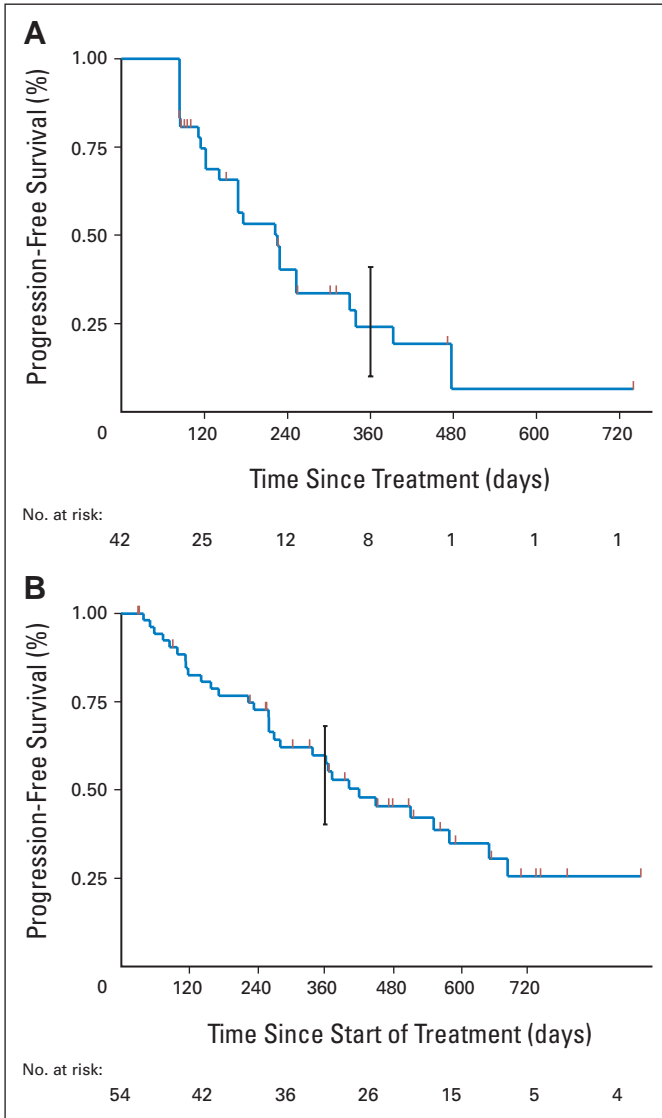 A
Progression-Free Survival (%)
1.00
0.75
0.50
0.25
0
120 240 360 480 600 720
Time Since Treatment (days)
No. at risk:
42 25 12 8 1 1 1
B
Progression-Free Survival (%)
1.00
0.75
0.50
0.25
0
120 240 360 480 600 720
Time Since Start of Treatment (days)
No. at risk:
54 42 36 26 15 5 4